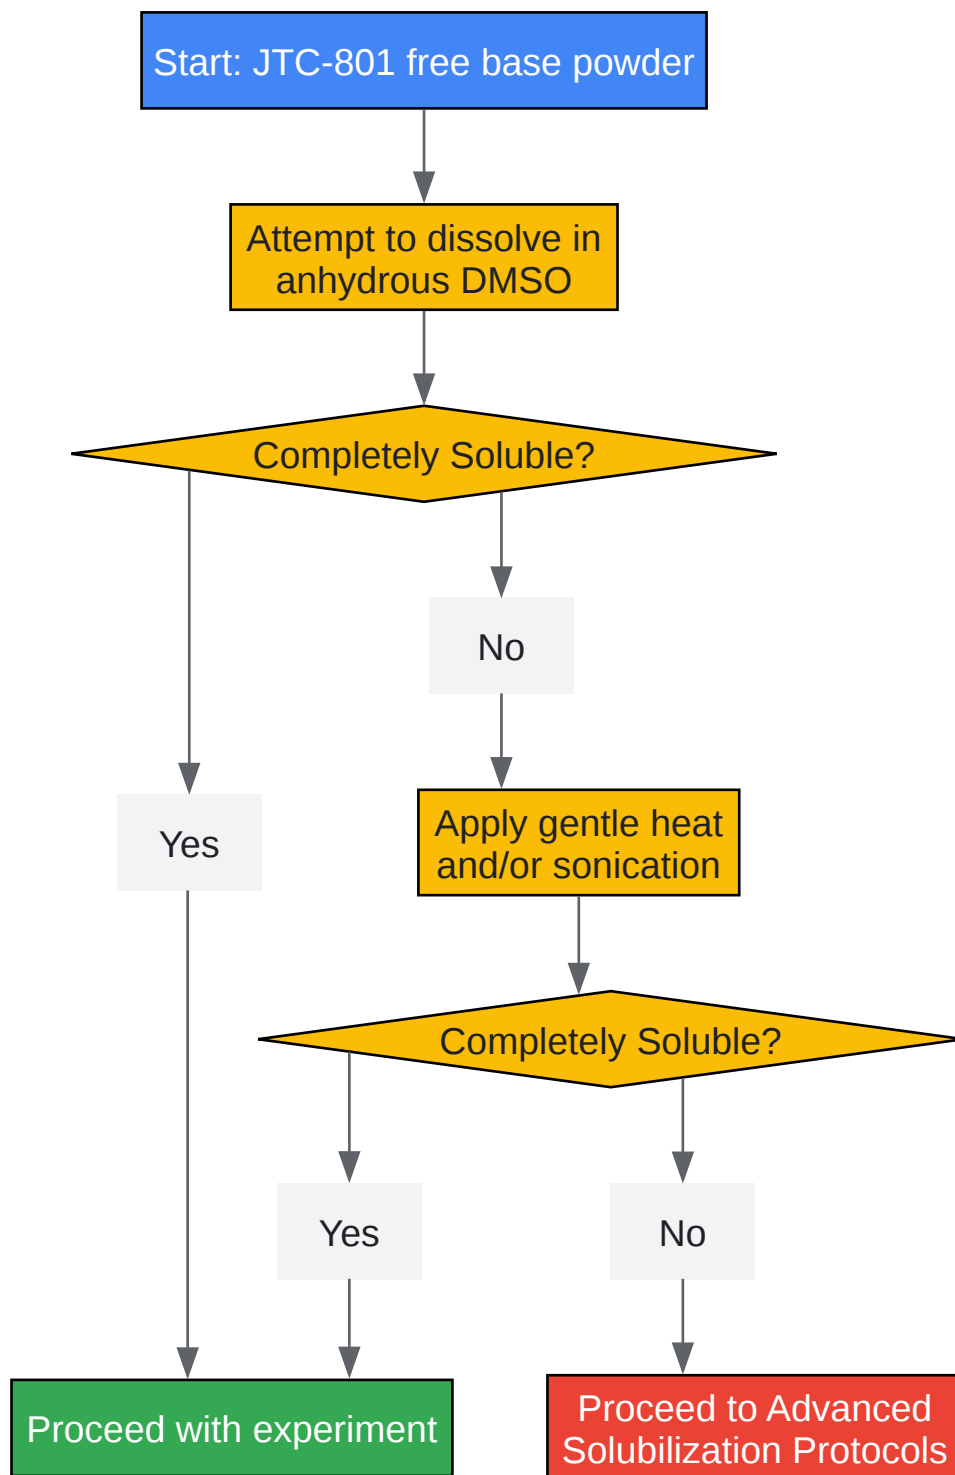 Start: JTC-801 free base powder
Attempt to dissolve in
anhydrous DMSO
Completely Soluble?
No
Yes
Apply gentle heat
and/or sonication
Completely Soluble?
Yes
No
Proceed with experiment
Proceed to Advanced
Solubilization Protocols